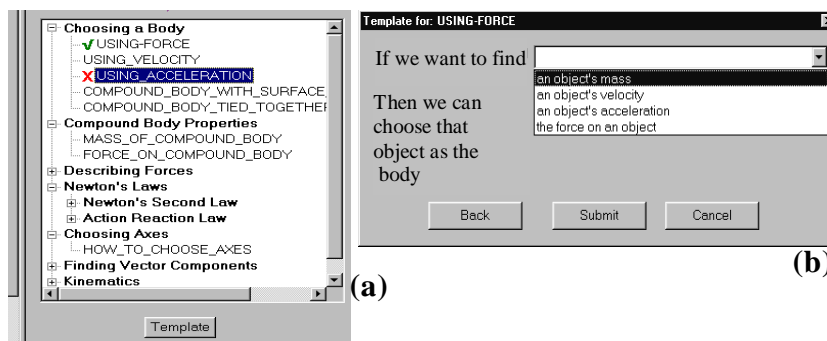 Choosing a Body
USING-FORCE
USING_VELOCITY
USING_ACCELERATION
COMPOUND_BODY_WITH_SURFACE_
COMPOUND_BODY_TIED_TOGETHER
Compound Body Properties
MASS_OF_COMPOUND_BODY
FORCE_ON_COMPOUND_BODY
Describing Forces
Newton's Laws
Newton's Second Law
Action Reaction Law
Choosing Axes
HOW_TO_CHOOSE_AXES
Finding Vector Components
Kinematics
Template
(a)
Template for: USING-FORCE
If we want to find
an object's mass
an object's velocity
an object's acceleration
the force on an object
Then we can
choose that
object as the
body
Back Submit Cancel
(b)